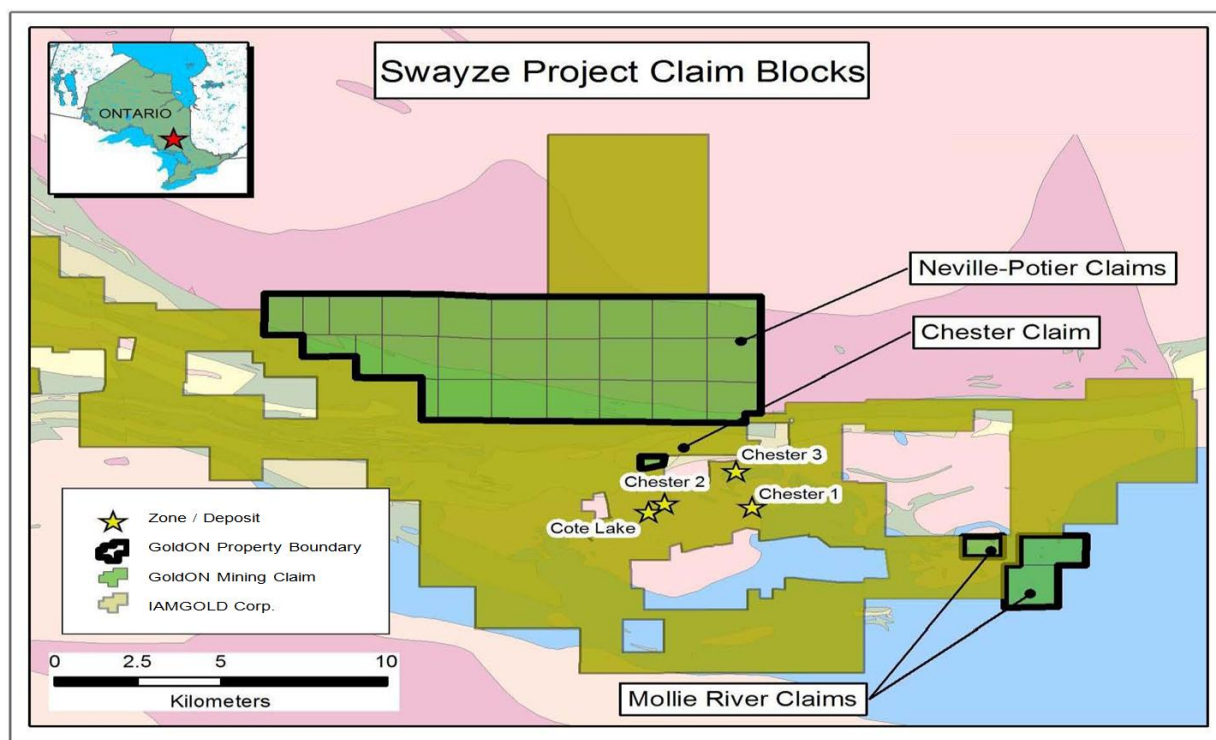 Swayze Project Claim Blocks
ONTARIO
Neville-Potier Claims
Chester Claim
Chester 3
Chester 2
Chester 1
Cote Lake
Zone / Deposit
GoldON Property Boundary
GoldON Mining Claim
IAMGOLD Corp.
0 2.5 5 10
Kilometers
Mollie River Claims